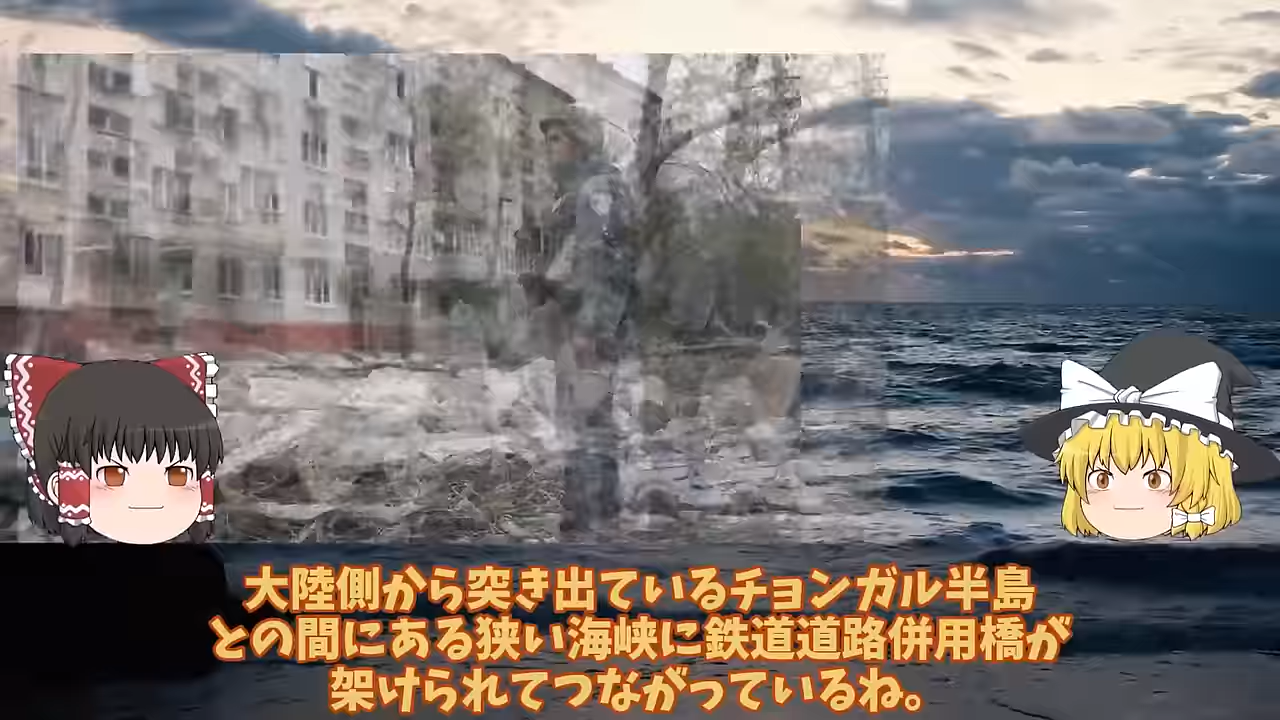 大陸側から突き出ているチョンガル半島
との間にある狭い海峡に鉄道道路併用橋が
架けられてつながっているね。